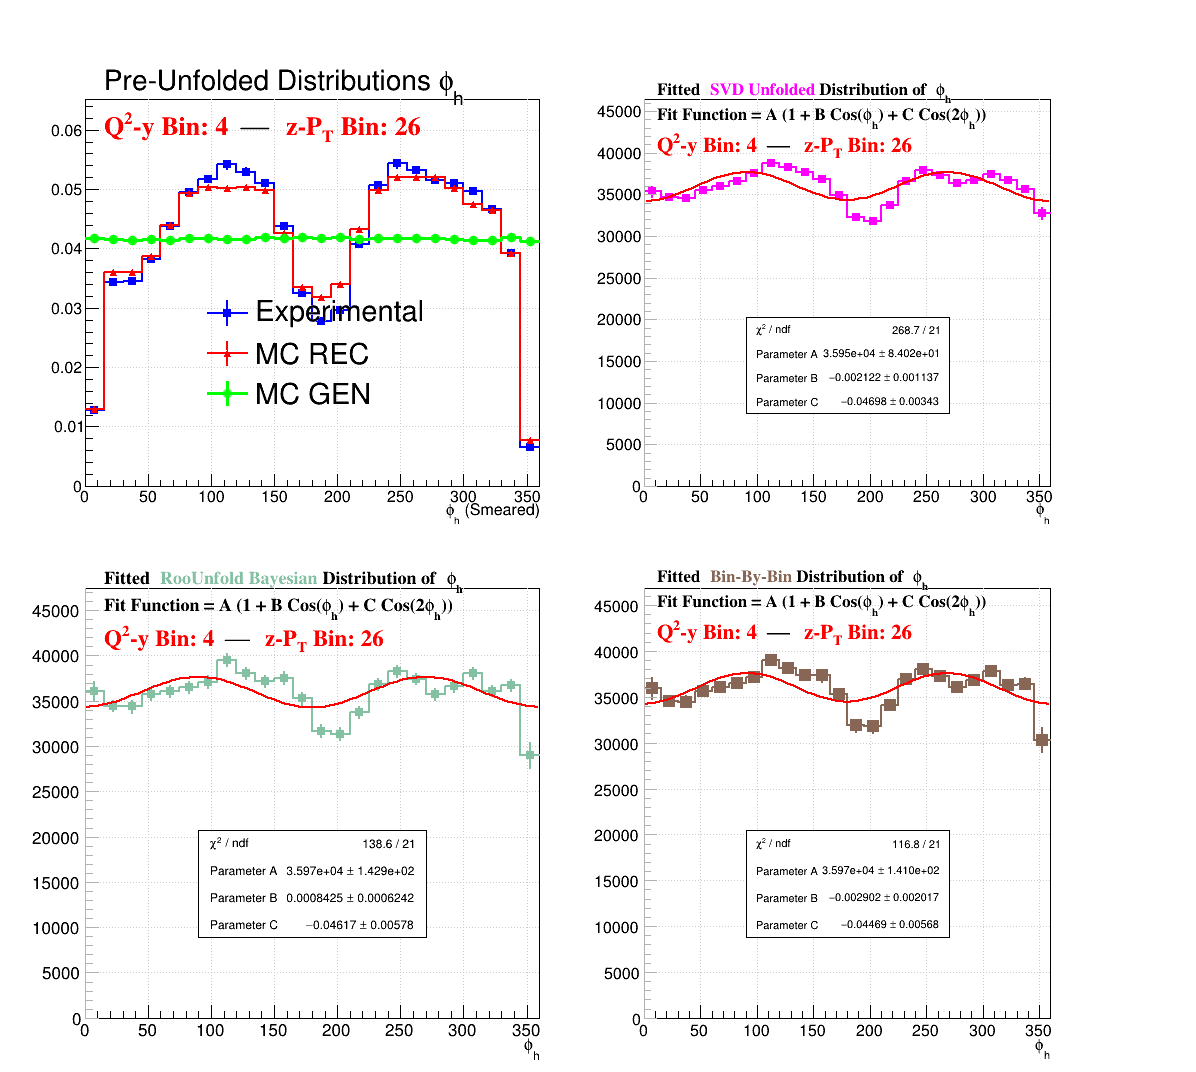 Pre-Unfolded Distributions ϕh
Q²-y Bin: 4 — z-PT Bin: 26
0.06
0.05
0.04
0.03
0.02
0.01
0
Experimental
MC REC
MC GEN
0 50 100 150 200 250 300 350
ϕh (Smeared)
Fitted SVD Unfolded Distribution of ϕh
Fit Function = A (1 + B Cos(ϕh) + C Cos(2ϕh))
Q²-y Bin: 4 — z-PT Bin: 26
45000
40000
35000
30000
25000
20000
15000
10000
5000
0
χ² / ndf 268.7 / 21
Parameter A 3.595e+04 ± 8.402e+01
Parameter B −0.002122 ± 0.001137
Parameter C −0.04698 ± 0.00343
0 50 100 150 200 250 300 350
ϕh
Fitted RooUnfold Bayesian Distribution of ϕh
Fit Function = A (1 + B Cos(ϕh) + C Cos(2ϕh))
Q²-y Bin: 4 — z-PT Bin: 26
45000
40000
35000
30000
25000
20000
15000
10000
5000
0
χ² / ndf 138.6 / 21
Parameter A 3.597e+04 ± 1.429e+02
Parameter B 0.0008425 ± 0.0006242
Parameter C −0.04617 ± 0.00578
0 50 100 150 200 250 300 350
ϕh
Fitted Bin-By-Bin Distribution of ϕh
Fit Function = A (1 + B Cos(ϕh) + C Cos(2ϕh))
Q²-y Bin: 4 — z-PT Bin: 26
45000
40000
35000
30000
25000
20000
15000
10000
5000
0
χ² / ndf 116.8 / 21
Parameter A 3.597e+04 ± 1.410e+02
Parameter B −0.002902 ± 0.002017
Parameter C −0.04469 ± 0.00568
0 50 100 150 200 250 300 350
ϕh